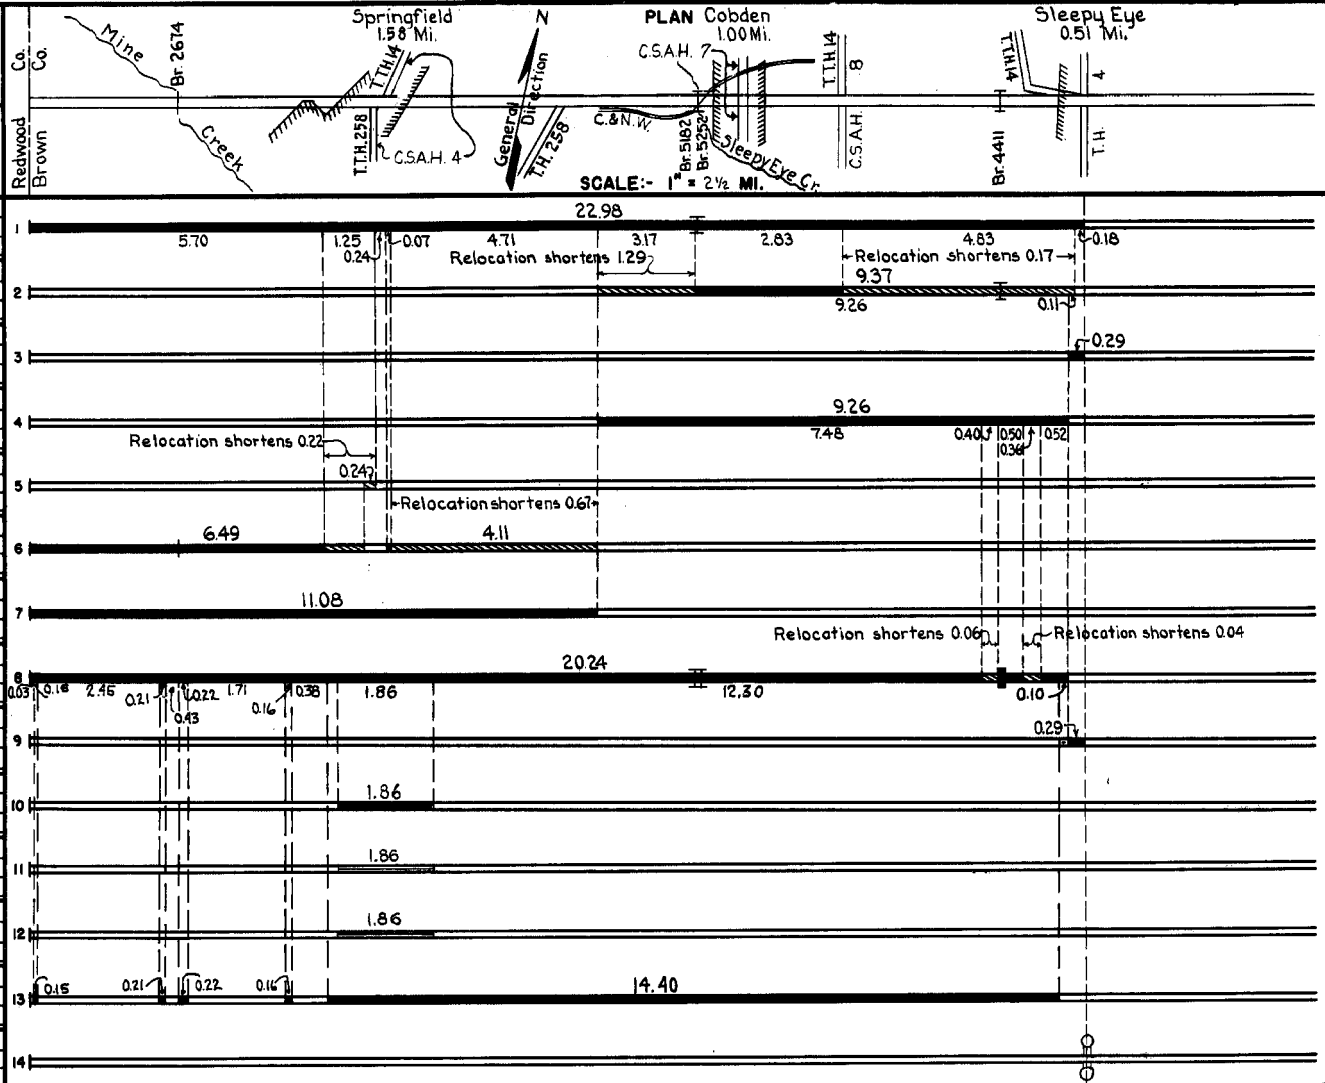 Springfield
1.58 Mi.
N
PLAN Cobden
1.00 Mi.
Sleepy Eye
0.51 Mi.
Redwood Co.
Brown Co.
Mine
Creek
Br. 2674
T.T.H.14
T.T.H.258
C.S.A.H. 4
General
Direction
T.H. 258
C.&N.W.
C.S.A.H. 7
Br. 5182
Br. 5252
Sleepy Eye Cr.
T.T.H.14
8
C.S.A.H.
Br. 4411
T.T.H.14
4
T.H.
SCALE:- 1" = 2½ MI.
22.98
1
5.70 1.25 0.24 0.07 4.71 3.17 2.83 4.83 0.18
Relocation shortens 1.29
Relocation shortens 0.17
9.37
2
9.26 0.11
3
0.29
9.26
4
7.48 0.40 0.50 0.36 0.52
Relocation shortens 0.22
0.24
5
Relocation shortens 0.67
6.49 4.11
6
11.08
7
Relocation shortens 0.06
Relocation shortens 0.04
20.24
8
0.03 0.18 2.45 0.21 0.43 0.22 1.71 0.16 0.38 1.86 12.30 0.10
0.29
9
1.86
10
1.86
11
1.86
12
0.15 0.21 0.22 0.16 14.40
13
14